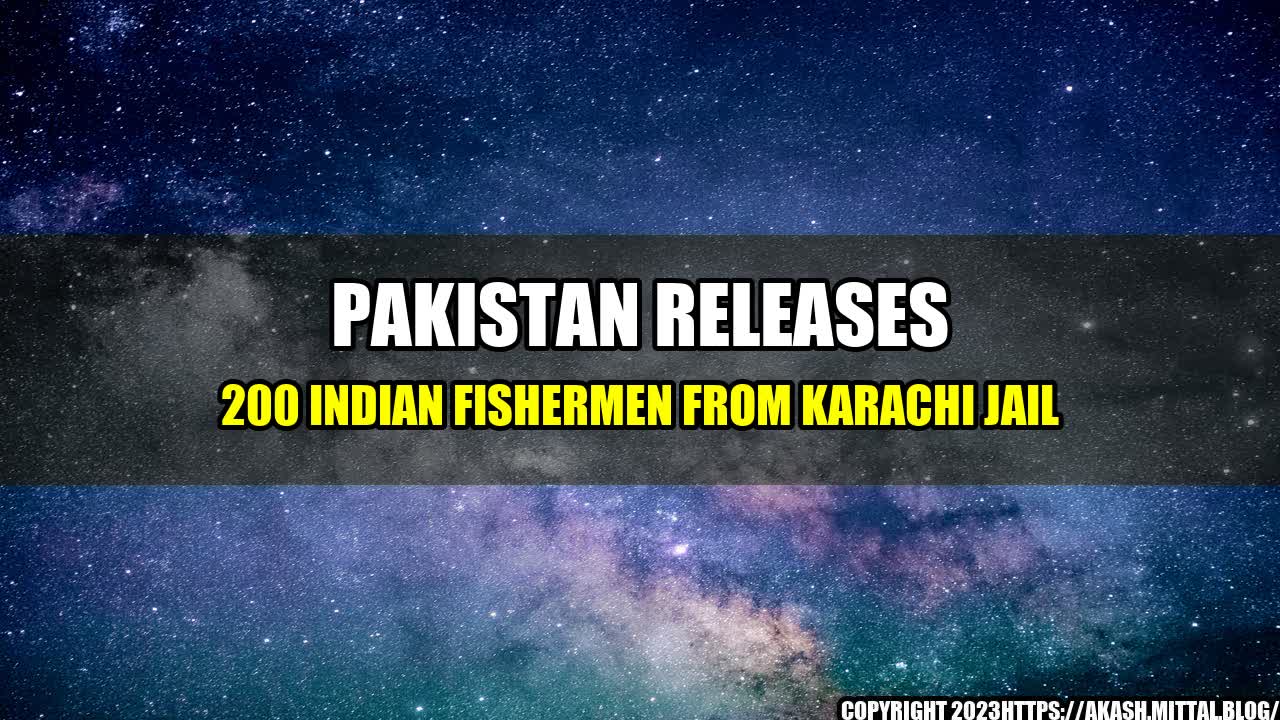 PAKISTAN RELEASES
200 INDIAN FISHERMEN FROM KARACHI JAIL
COPYRIGHT 2023HTTPS://AKASH.MITTAL.BLOG/